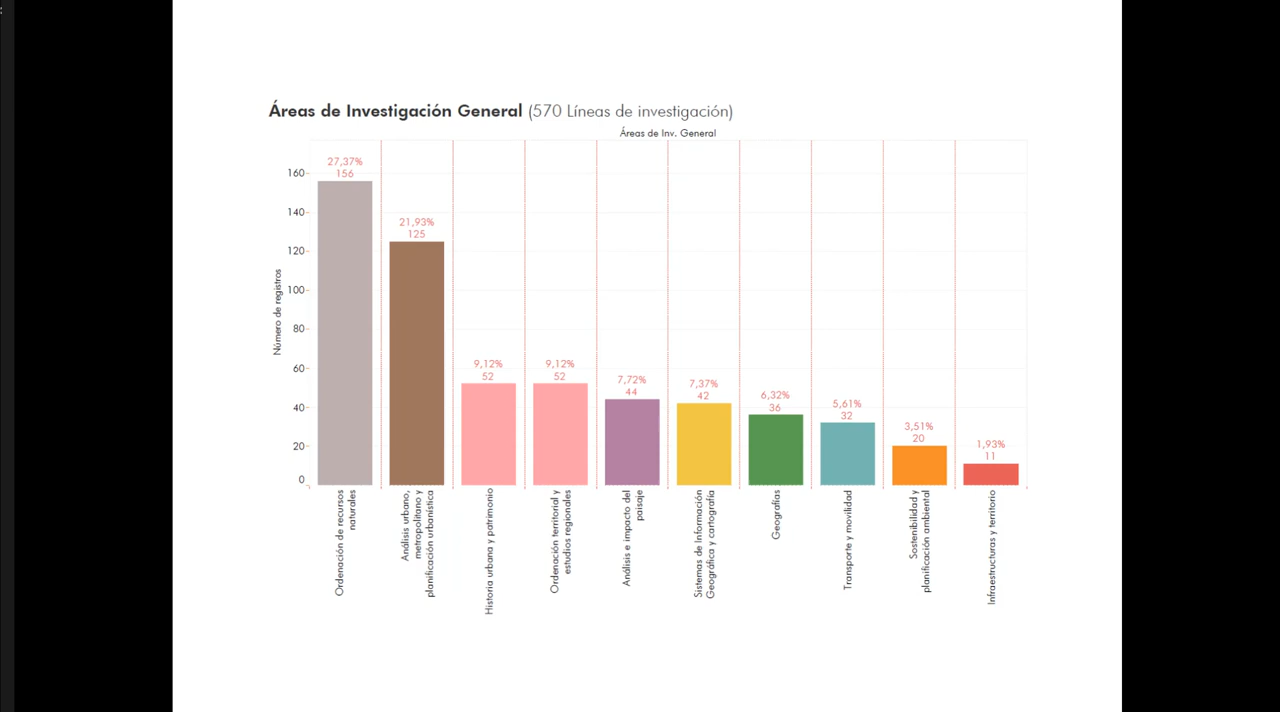 Áreas de Investigación General (570 Líneas de investigación)
Áreas de Inv. General
Número de registros
160
140
120
100
80
60
40
20
0
27,37%
156
21,93%
125
9,12%
52
9,12%
52
7,72%
44
7,37%
42
6,32%
36
5,61%
32
3,51%
20
1,93%
11
Ordenación de recursos
naturales
Análisis urbano,
metropolitano y
planificación urbanística
Historia urbana y patrimonio
Ordenación territorial y
estudios regionales
Análisis e impacto del
paisaje
Sistemas de Información
Geográfica y cartografía
Geografías
Transporte y movilidad
Sostenibilidad y
planificación ambiental
Infraestructuras y territorio